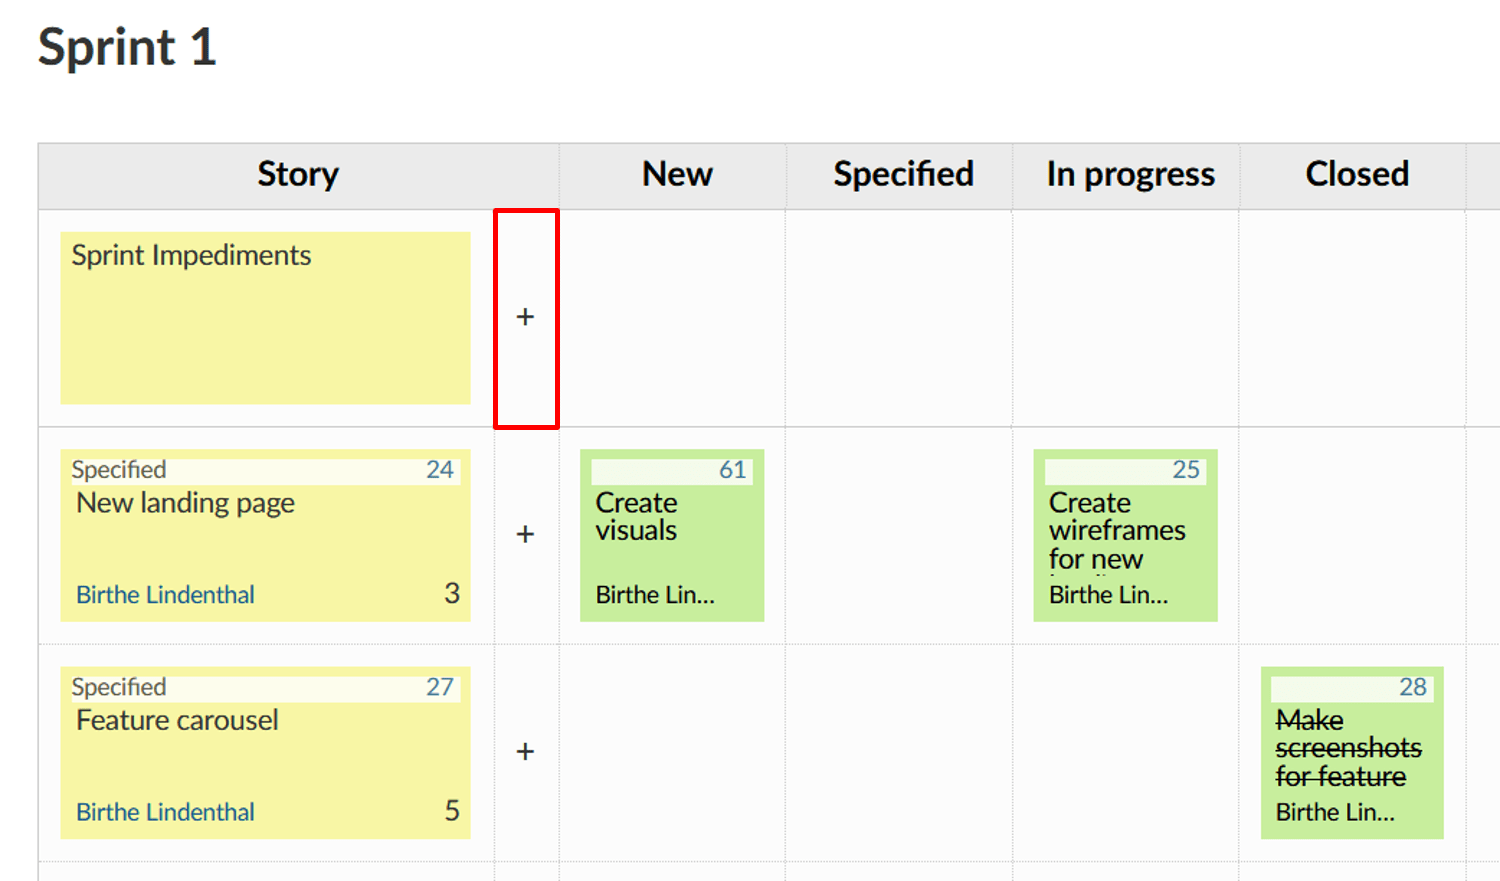 Sprint 1
Story New Specified In progress Closed
Sprint Impediments
+
Specified 24
New landing page
Birthe Lindenthal 3
+
61
Create
visuals
Birthe Lin...
25
Create
wireframes
for new
Birthe Lin...
Specified 27
Feature carousel
Birthe Lindenthal 5
+
28
Make
screenshots
for feature
Birthe Lin...